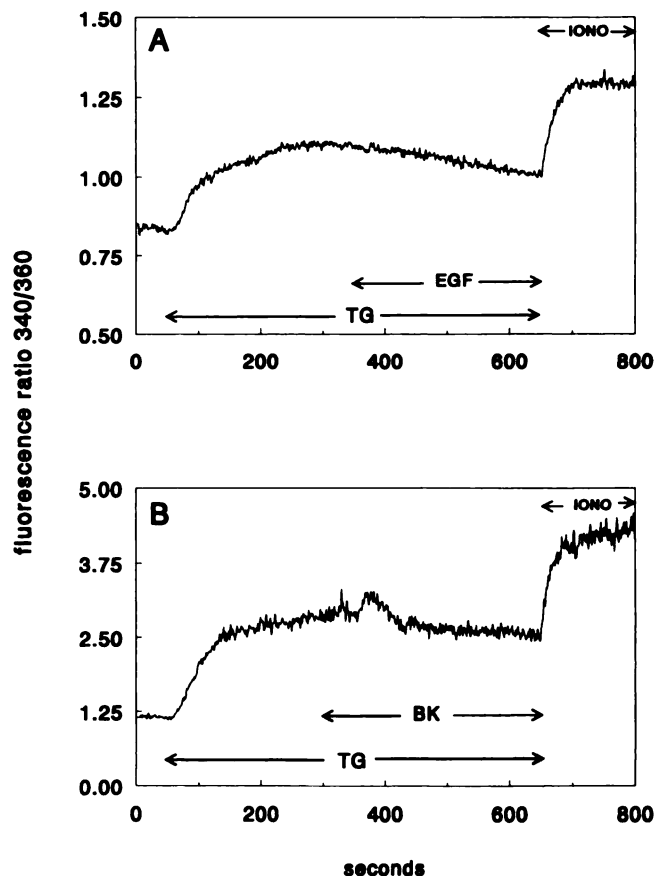 fluorescence ratio 340/360
A
1.50
1.25
1.00
0.75
0.50
IONO
EGF
TG
0 200 400 600 800
B
5.00
3.75
2.50
1.25
0.00
IONO
BK
TG
0 200 400 600 800
seconds